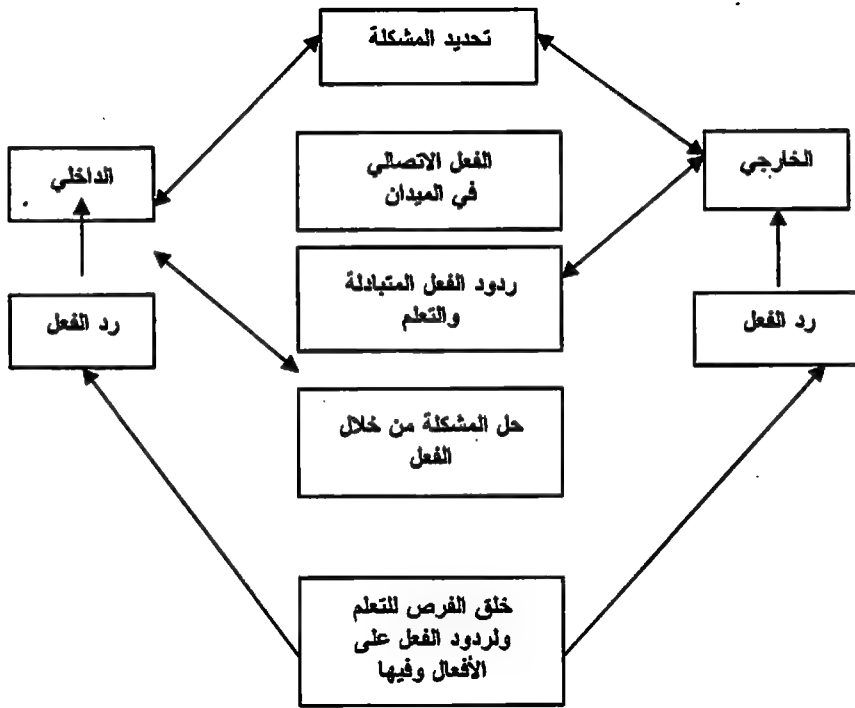 تحديد المشكلة
الخارجي
الفعل الاتصالي
في الميدان
الداخلي
ردود الفعل المتبادلة
والتعلم
رد الفعل
رد الفعل
حل المشكلة من خلال
الفعل
خلق الفرص للتعلم
ولردود الفعل على
الأفعال وفيها